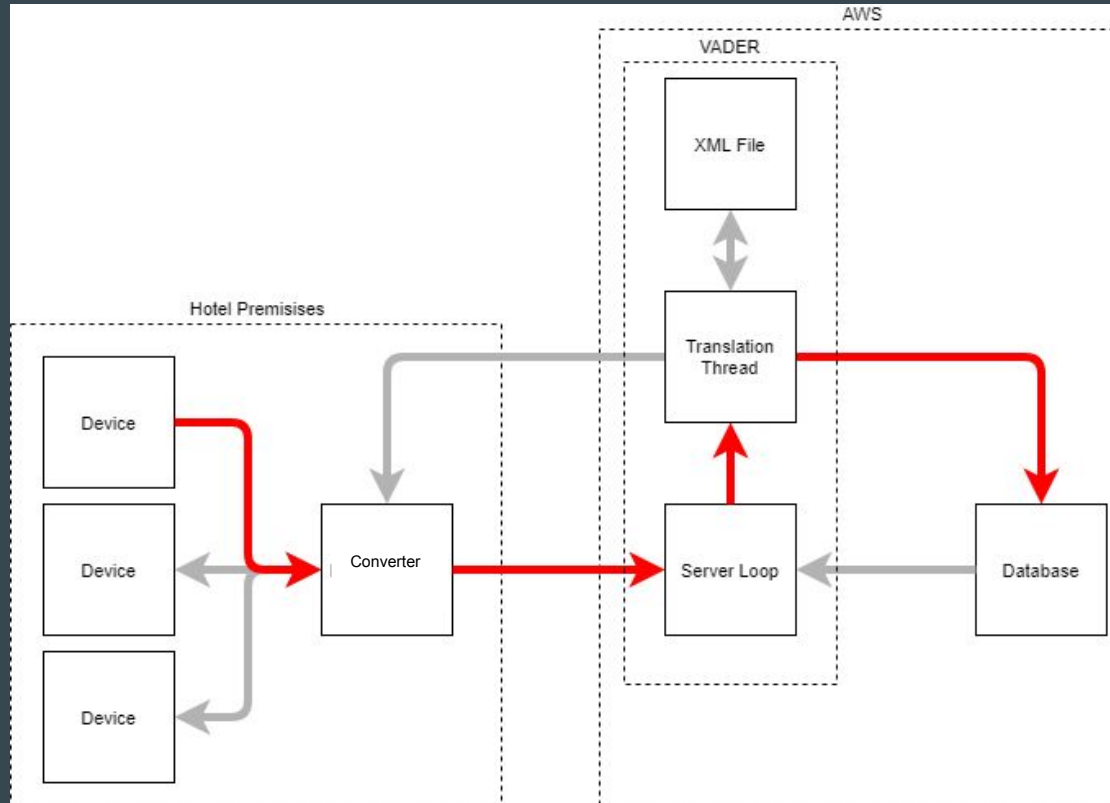 AWS
VADER
XML File
Hotel Premisises
Translation
Thread
Device
Device
Converter
Server Loop
Database
Device